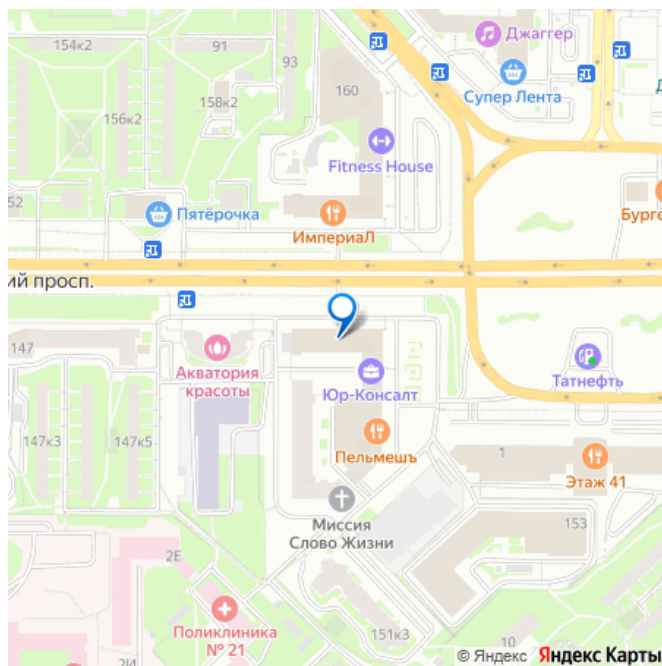 154к2
91
93
Джаггер
Супер Лента
Д
158к2
160
156к2
Fitness House
52
Пятёрочка
ИмпериаЛ
Бурге
ий просп.
147
Акватория
красоты
Юр-Консалт
Татнефть
147к3
147к5
Пельмешъ
1
Этаж 41
Миссия
Слово Жизни
153
2Е
Поликлиника
№ 21
2И
151к3
10
© Яндекс Яндекс Карты